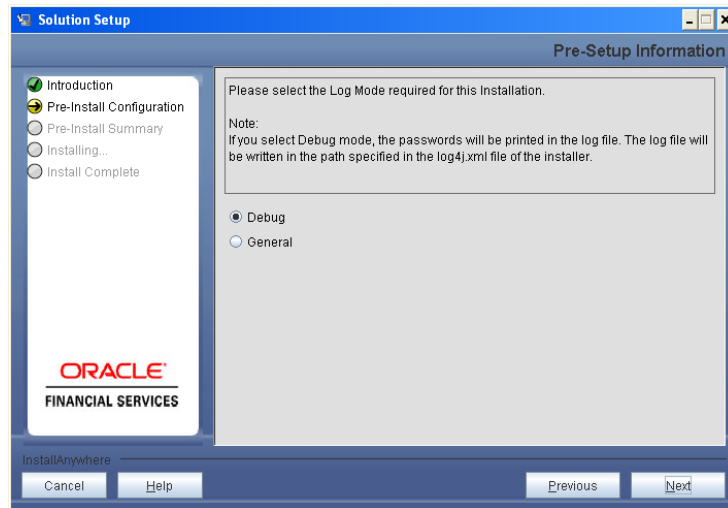 Solution Setup
Pre-Setup Information
Introduction
Pre-Install Configuration
Pre-Install Summary
Installing...
Install Complete
Please select the Log Mode required for this Installation.
Note:
If you select Debug mode, the passwords will be printed in the log file. The log file will
be written in the path specified in the log4j.xml file of the installer.
Debug
General
ORACLE
FINANCIAL SERVICES
InstallAnywhere
Cancel
Help
Previous
Next